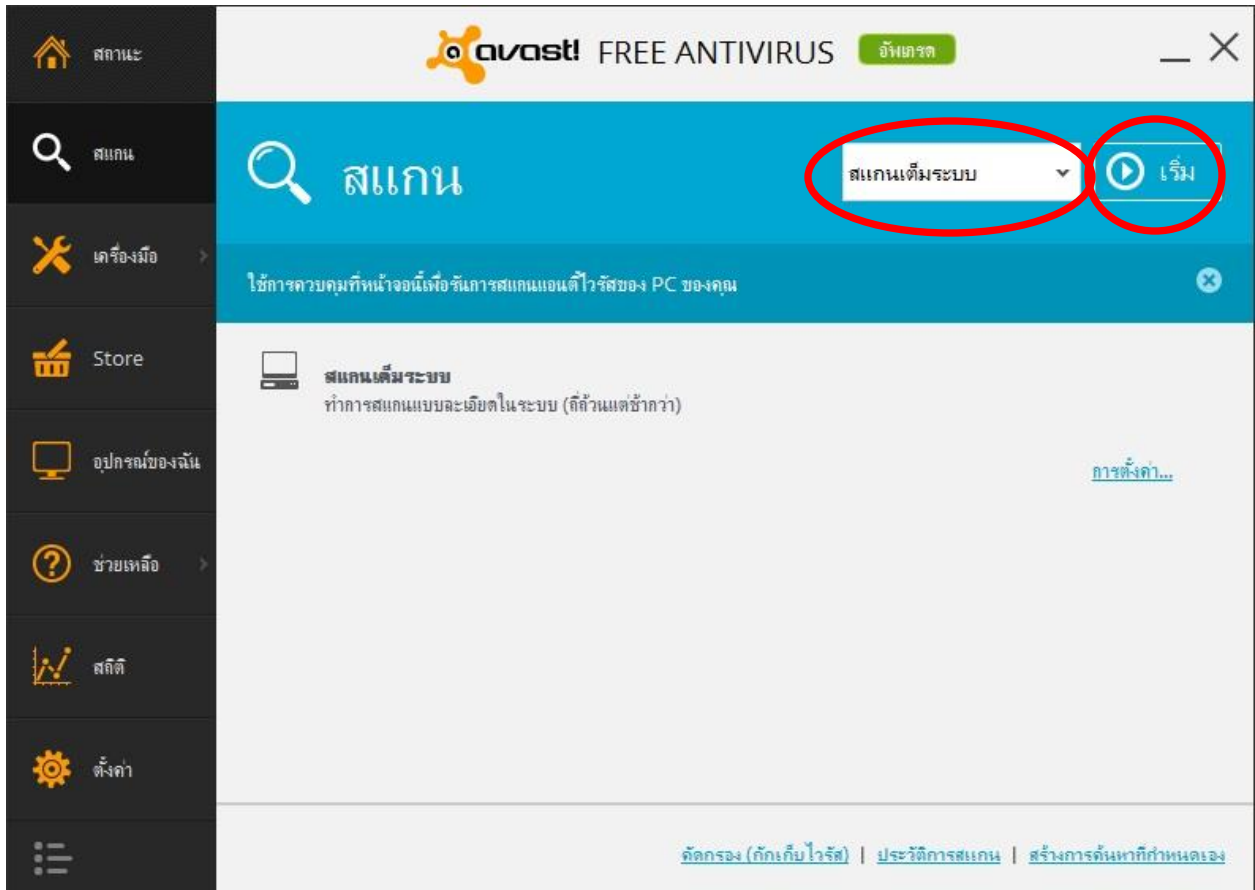 สถานะ
avast! FREE ANTIVIRUS อัพเกรด
สแกน
สแกน
สแกนเต็มระบบ
เริ่ม
เครื่องมือ
ใช้การควบคุมที่หน้าจอนี้เพื่อรันการสแกนแอนตี้ไวรัสของ PC ของคุณ
Store
สแกนเต็มระบบ
ทำการสแกนแบบละเอียดในระบบ (ถี่ถ้วนแต่ช้ากว่า)
อุปกรณ์ของฉัน
การตั้งค่า...
ช่วยเหลือ
สถิติ
ตั้งค่า
คัดกรอง (กักเก็บไวรัส) | ประวัติการสแกน | สร้างการค้นหาที่กำหนดเอง